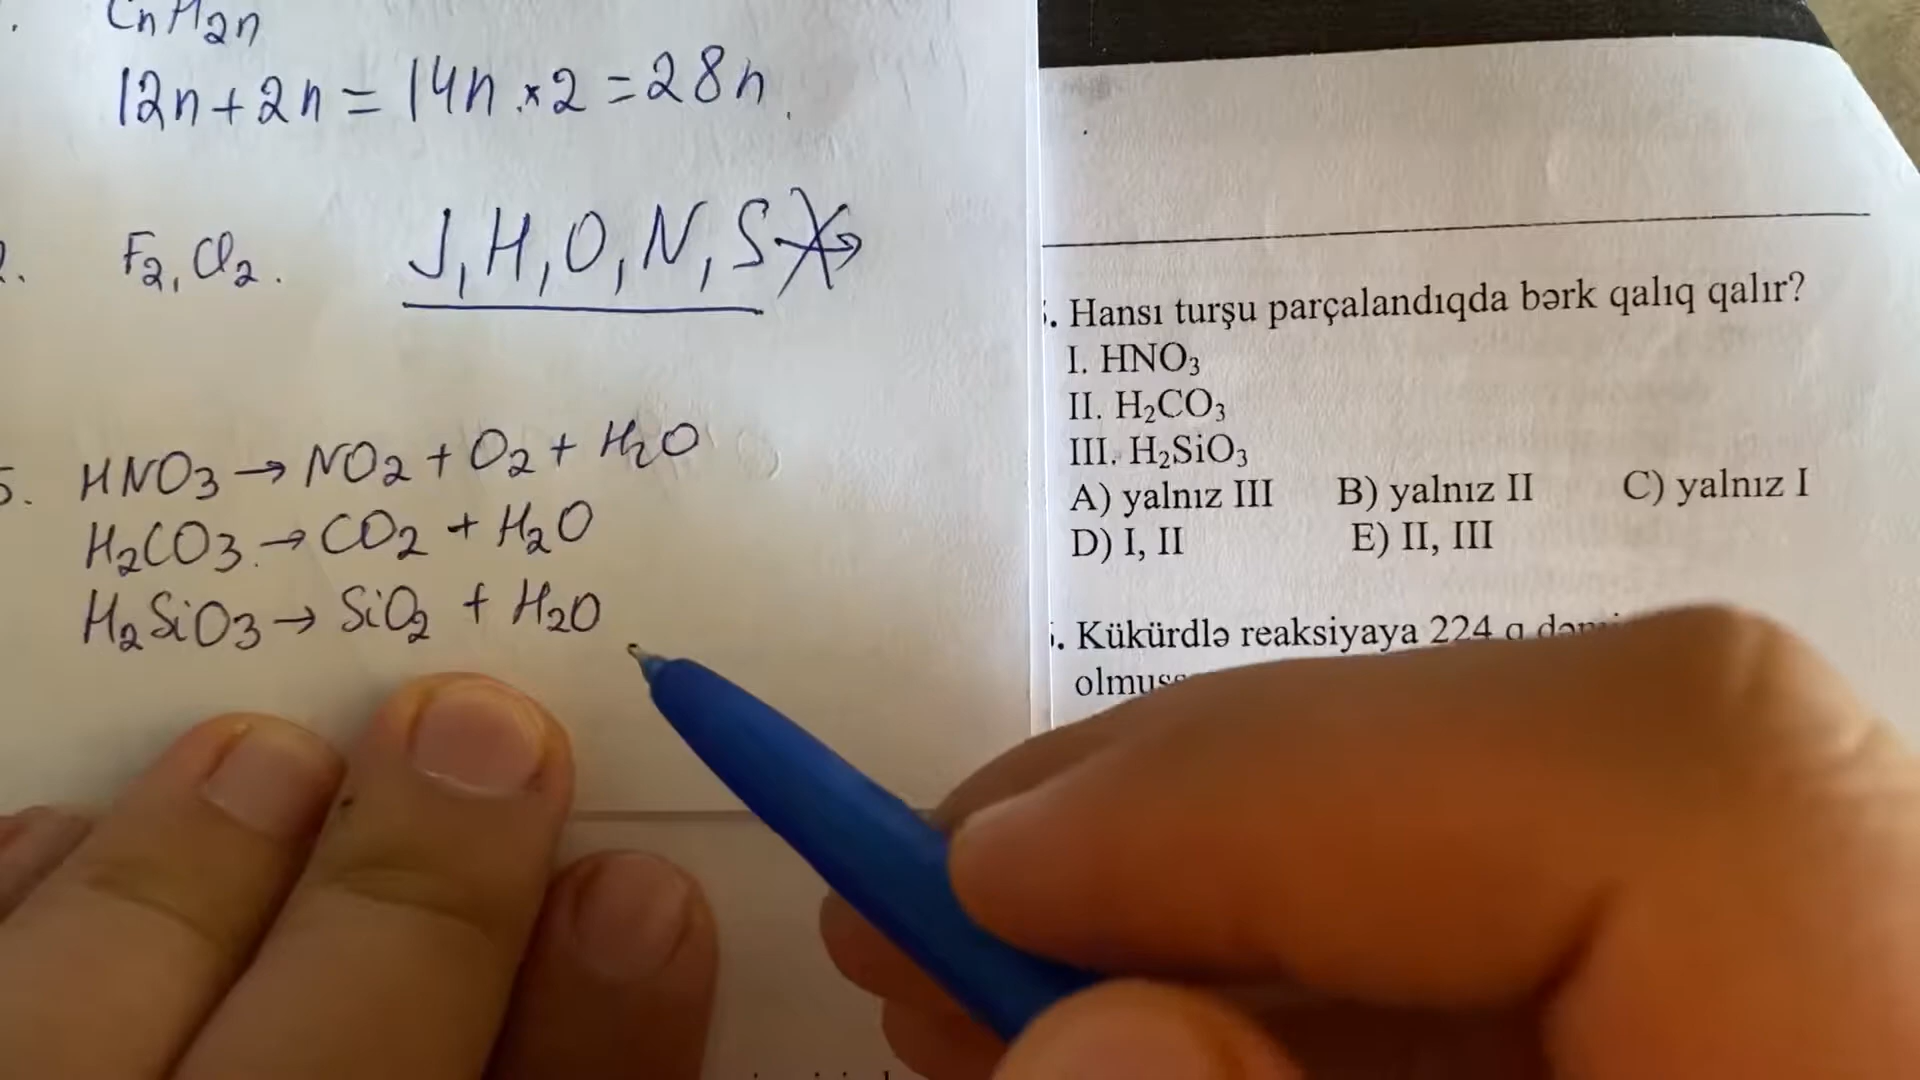 CnH2n
12n+2n=14n.*2=28n.
2. F2, Cl2. J,H,O,N,S
5. HNO3→NO2+O2+H2O
H2CO3.→CO2+H2O
H2SiO3→SiO2+H2O
. Hansı turşu parçalandıqda bərk qalıq qalır?
I. HNO3
II. H2CO3
III. H2SiO3
A) yalnız III B) yalnız II C) yalnız I
D) I, II E) II, III
. Kükürdlə reaksiyaya 224 q